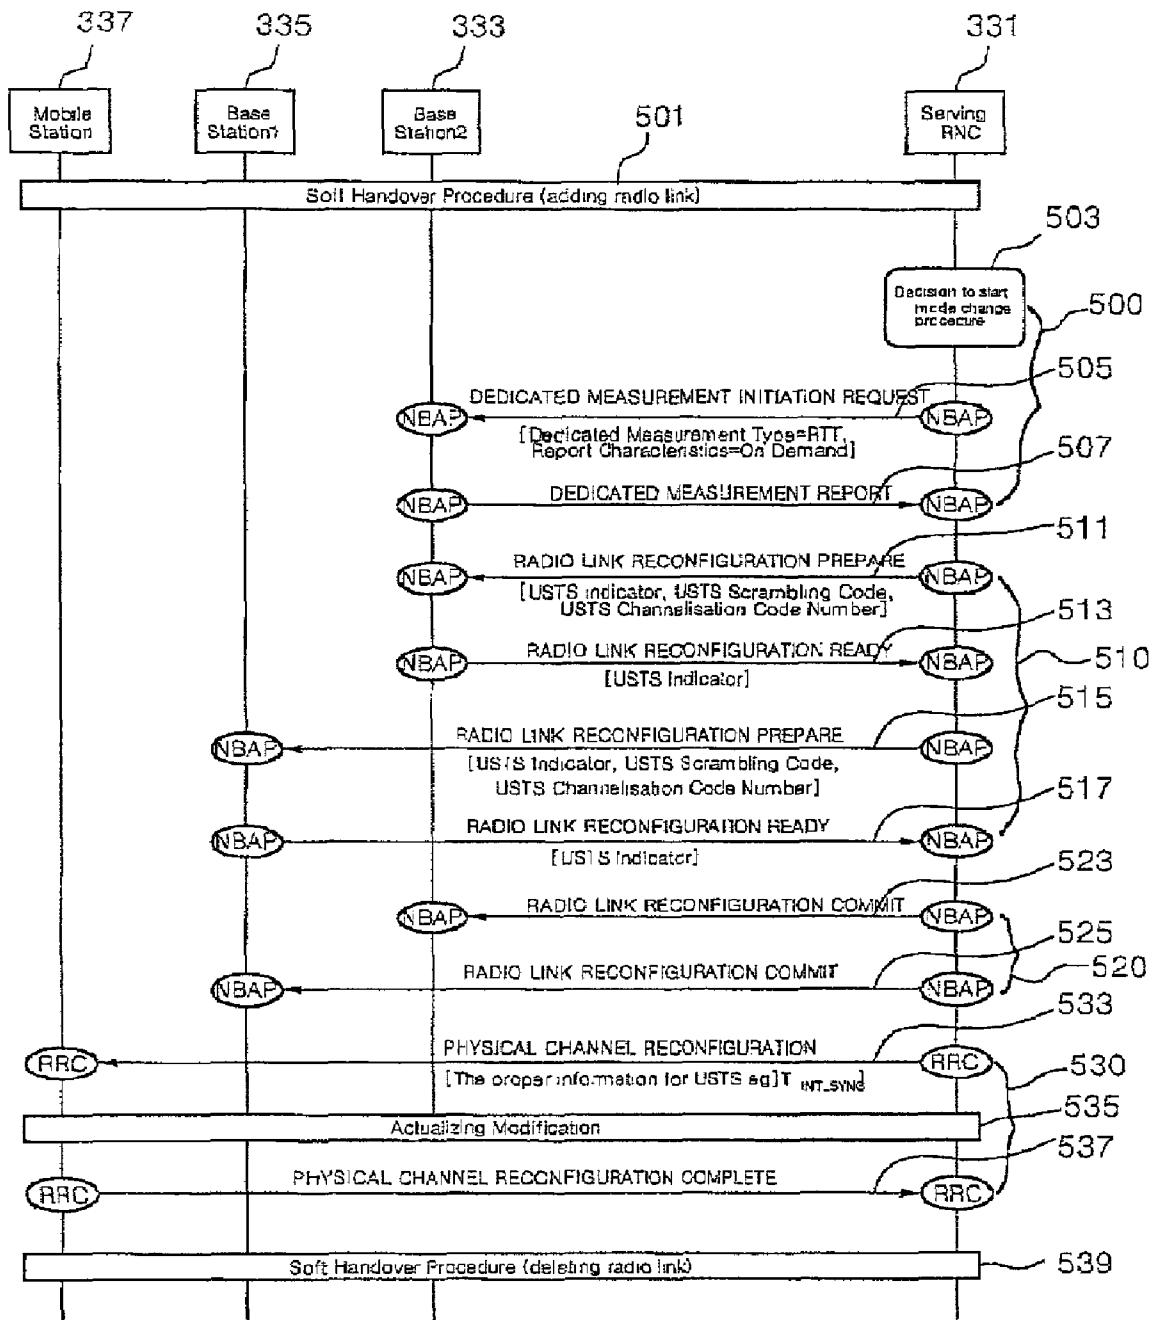 337
335
333
331
Mobile
Station
Base
Station1
Base
Station2
Serving
RNC
501
Soft Handover Procedure (adding radio link)
503
Decision to start
mode change
procedure
500
505
DEDICATED MEASUREMENT INITIATION REQUEST
NBAP
NBAP
[Dedicated Measurement Type=RTT,
Report Characteristics=On Demand]
507
DEDICATED MEASUREMENT REPORT
NBAP
NBAP
511
RADIO LINK RECONFIGURATION PREPARE
NBAP
NBAP
[USTS Indicator, USTS Scrambling Code,
USTS Channelisation Code Number]
513
RADIO LINK RECONFIGURATION READY
NBAP
NBAP
510
[USTS Indicator]
515
RADIO LINK RECONFIGURATION PREPARE
NBAP
NBAP
[USTS Indicator, USTS Scrambling Code,
USTS Channelisation Code Number]
517
RADIO LINK RECONFIGURATION READY
NBAP
NBAP
[USTS Indicator]
523
RADIO LINK RECONFIGURATION COMMIT
NBAP
NBAP
525
520
RADIO LINK RECONFIGURATION COMMIT
NBAP
NBAP
533
PHYSICAL CHANNEL RECONFIGURATION
RRC
RRC
530
[The proper information for USTS eg]T INT_SYNC]
535
Actualizing Modification
537
PHYSICAL CHANNEL RECONFIGURATION COMPLETE
RRC
RRC
Soft Handover Procedure (deleting radio link)
539